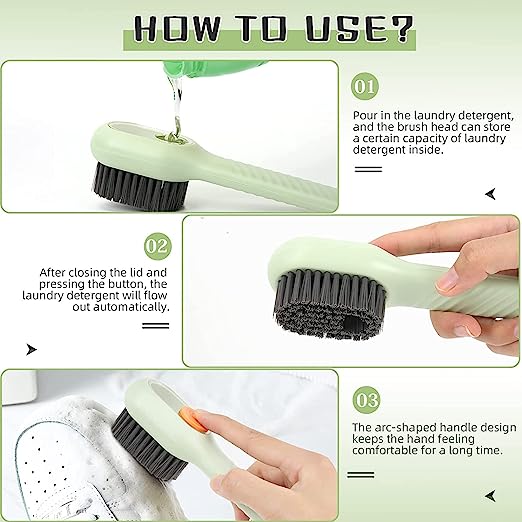 HOW TO USE?
01
Pour in the laundry detergent,
and the brush head can store
a certain capacity of laundry
detergent inside.
02
After closing the lid and
pressing the button, the
laundry detergent will flow
out automatically.
03
The arc-shaped handle design
keeps the hand feeling
comfortable for a long time.